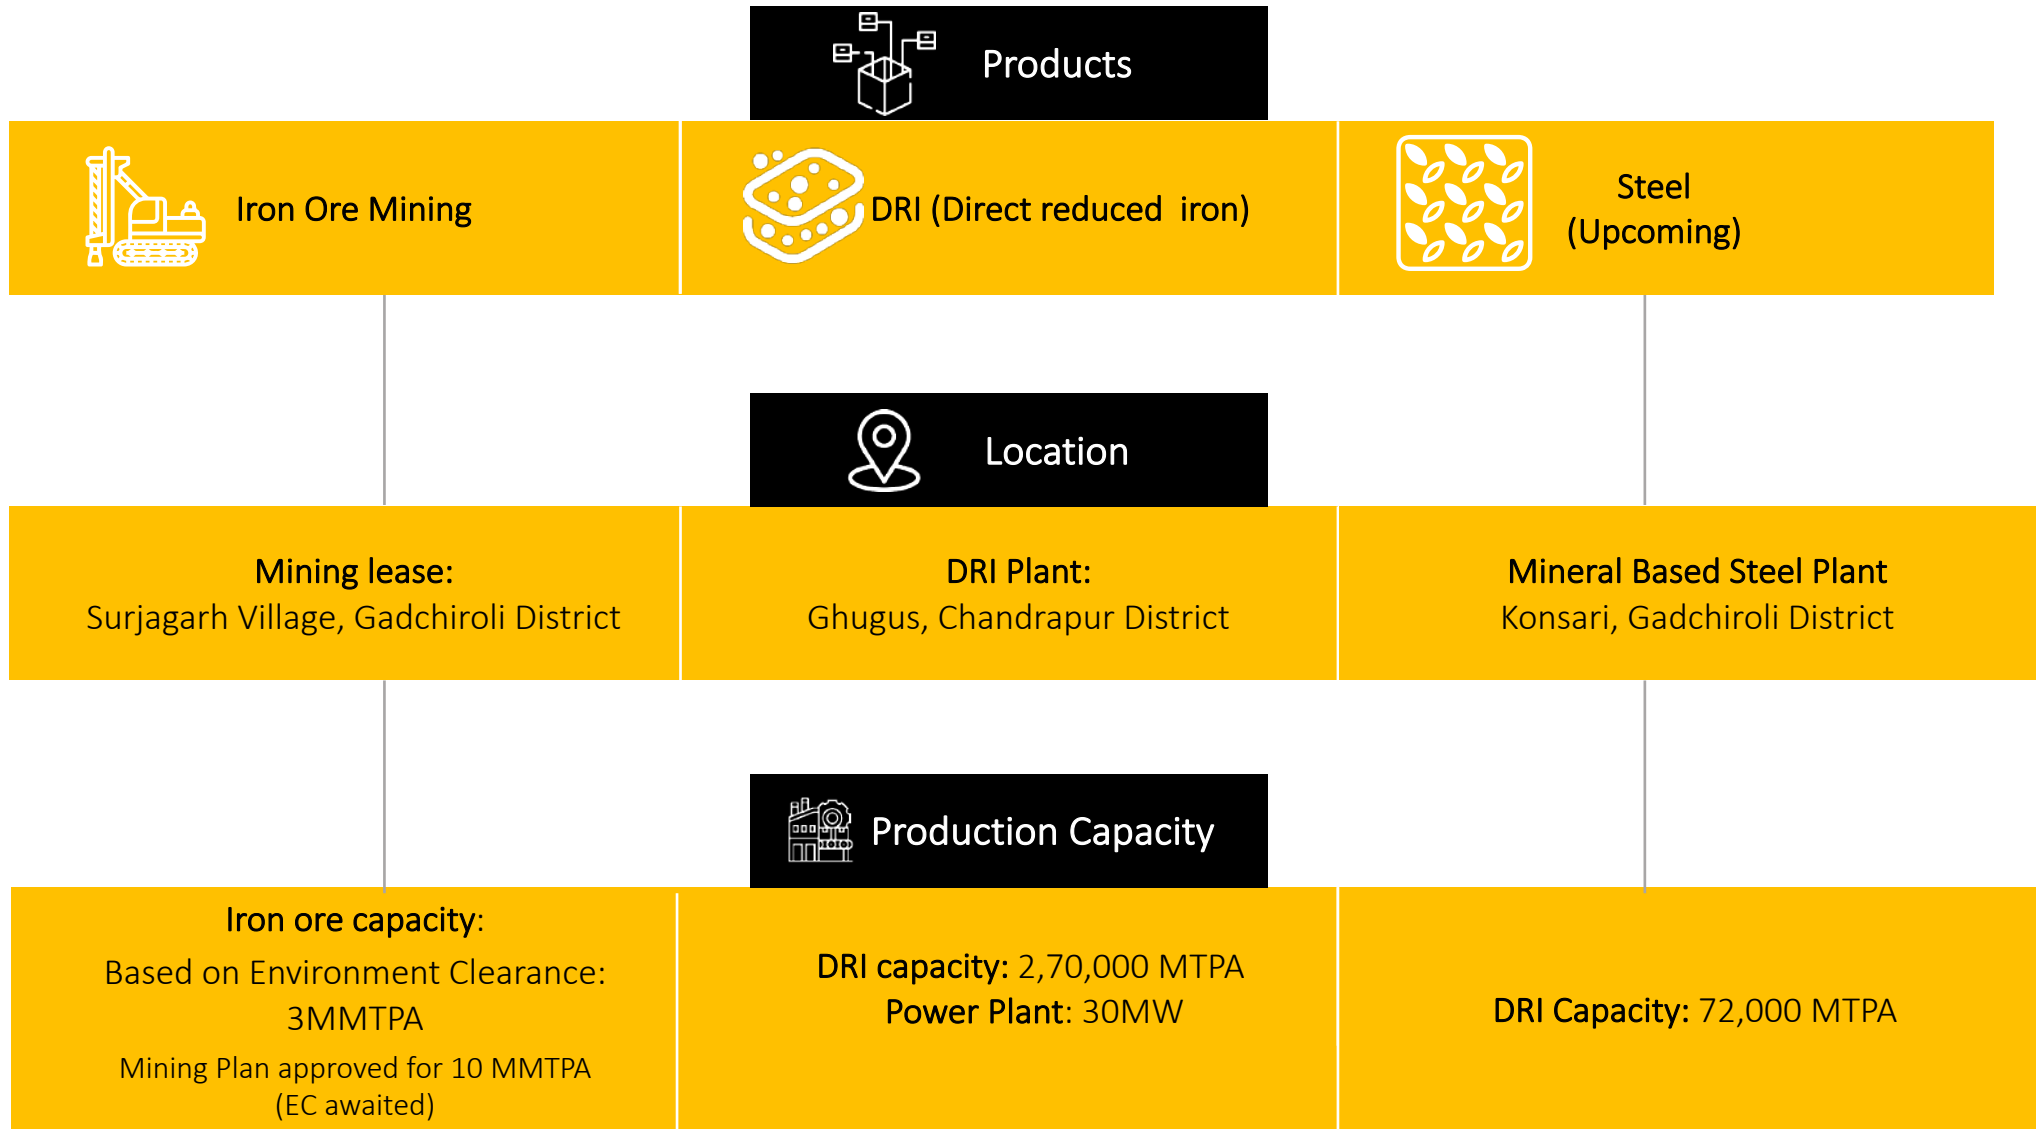 Products
Iron Ore Mining
DRI (Direct reduced iron)
Steel
(Upcoming)
Location
Mining lease:
Surjagarh Village, Gadchiroli District
DRI Plant:
Ghugus, Chandrapur District
Mineral Based Steel Plant
Konsari, Gadchiroli District
Production Capacity
Iron ore capacity:
Based on Environment Clearance:
3MMTPA
Mining Plan approved for 10 MMTPA
(EC awaited)
DRI capacity: 2,70,000 MTPA
Power Plant: 30MW
DRI Capacity: 72,000 MTPA